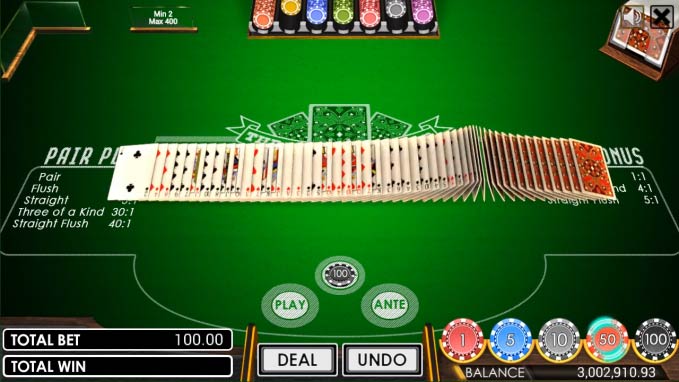 Min 2
Max 400
PAIR
BONUS
Pair
Flush
Straight
Three of a Kind 30:1
Straight Flush 40:1
1:1
4:1
Straight Flush 5:1
100
PLAY
ANTE
TOTAL BET 100.00
TOTAL WIN
DEAL
UNDO
1
5
10
50
100
BALANCE 3,002,910.93